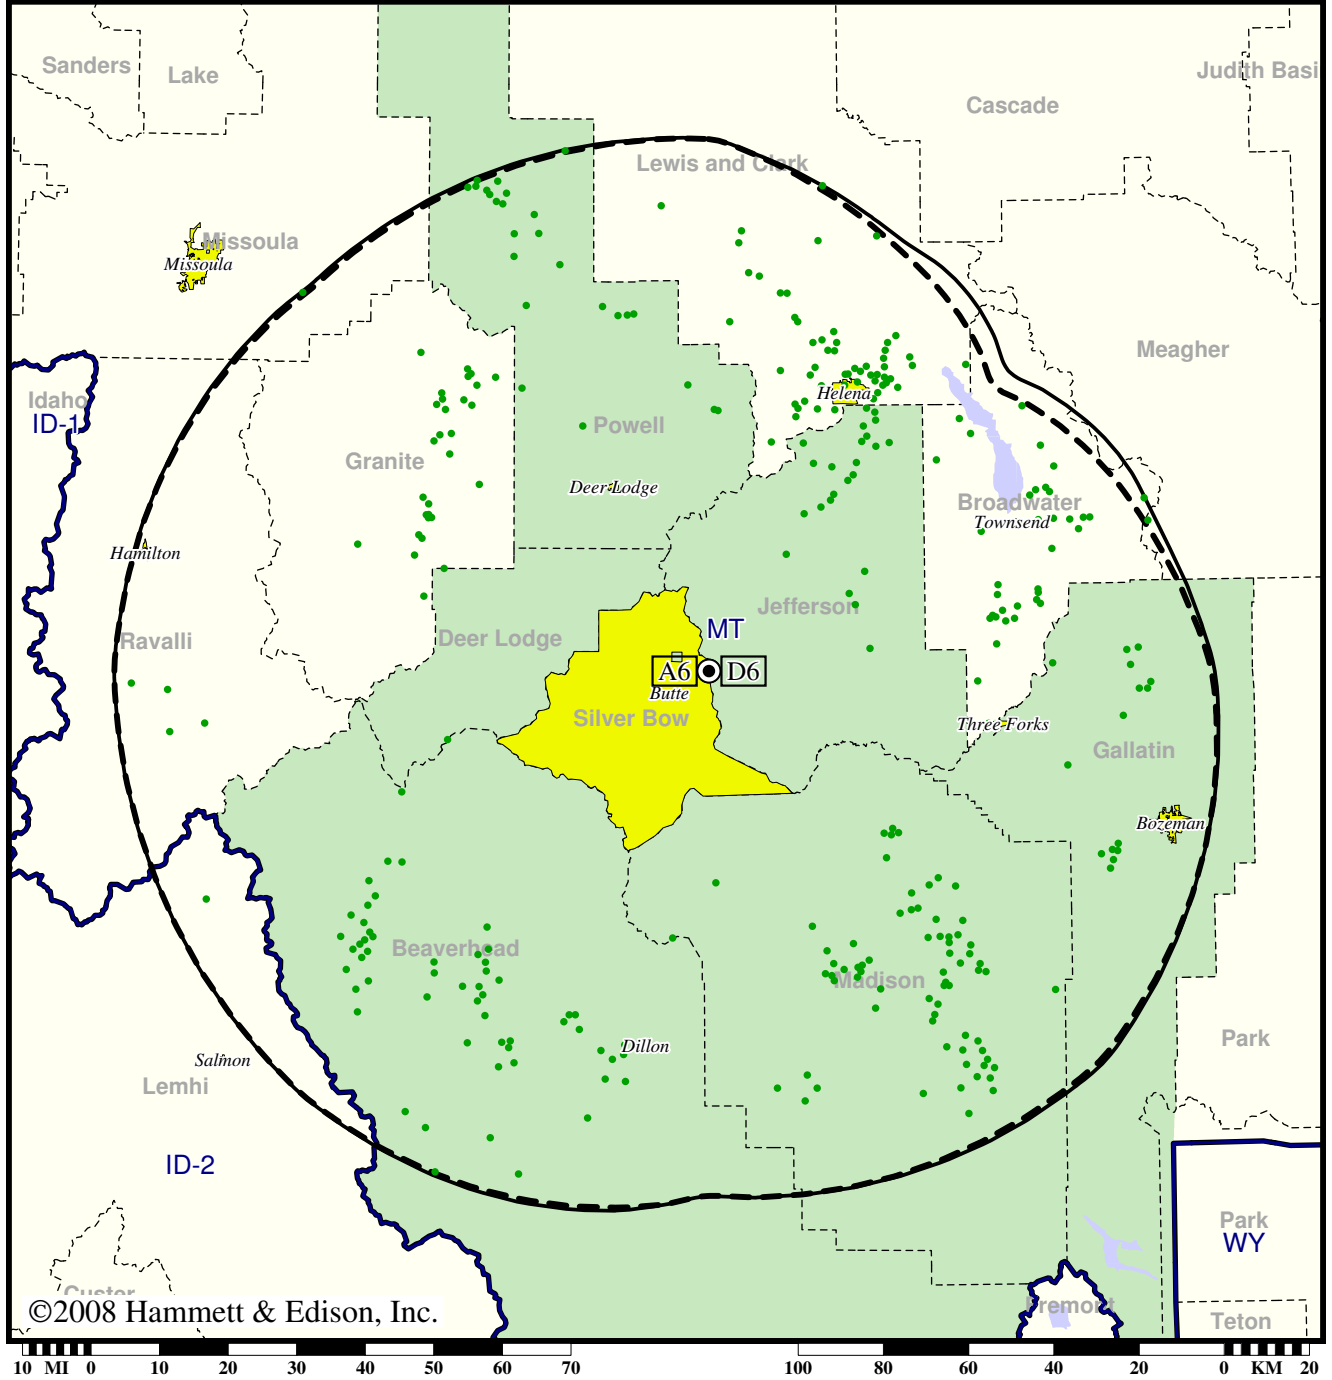 Sanders
Lake
Judith Basi
Cascade
Lewis and Clark
Missoula
Missoula
Meagher
Idaho
ID-1
Helena
Powell
Granite
Deer Lodge
Broadwater
Townsend
Hamilton
Jefferson
MT
Ravalli
Deer Lodge
A6
D6
Butte
Silver Bow
Three Forks
Gallatin
Bozeman
Beaverhead
Madison
Park
Dillon
Salmon
Lemhi
ID-2
Park
WY
Custer
Fremont
©2008 Hammett & Edison, Inc.
Teton
10 MI 0 10 20 30 40 50 60 70 100 80 60 40 20 0 KM 20